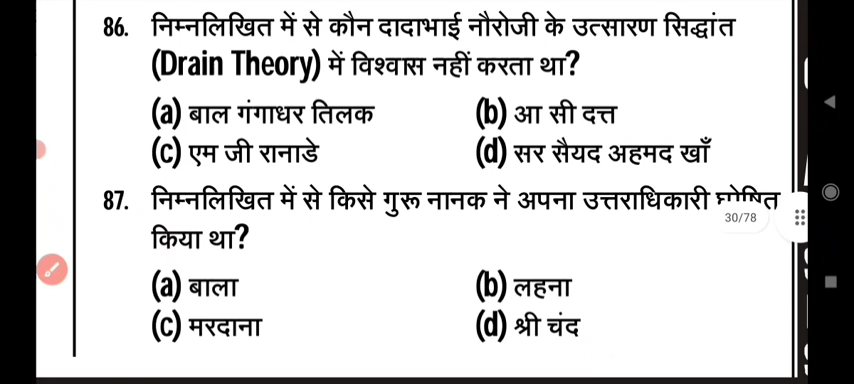 86. निम्नलिखित में से कौन दादाभाई नौरोजी के उत्सारण सिद्धांत
(Drain Theory) में विश्वास नहीं करता था?
(a) बाल गंगाधर तिलक (b) आ सी दत्त
(c) एम जी रानाडे (d) सर सैयद अहमद खाँ
87. निम्नलिखित में से किसे गुरू नानक ने अपना उत्तराधिकारी घोषित
30/78
किया था?
(a) बाला (b) लहना
(c) मरदाना (d) श्री चंद